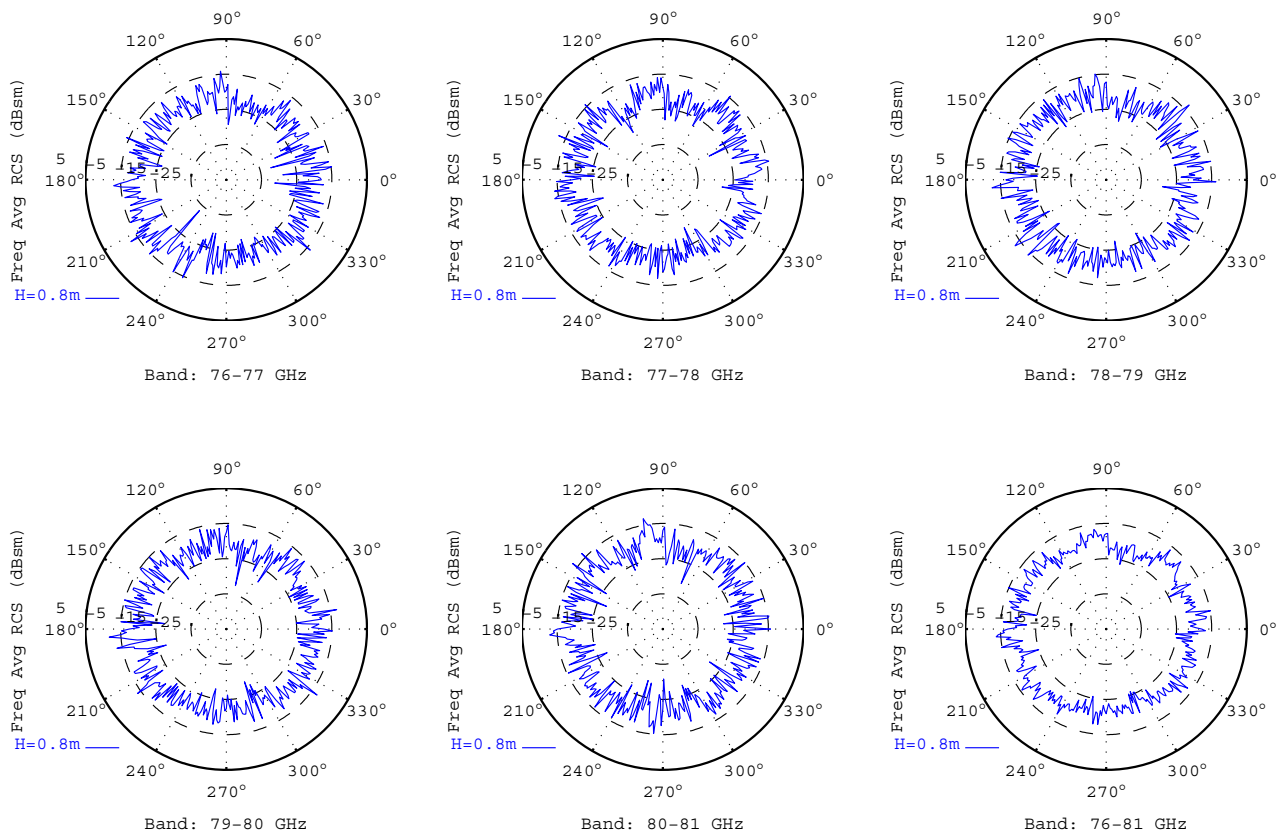 90°
120° 60°
150° 30°
5 -5 -15 -25
180° 0°
210° 330°
240° 300°
270°
Freq Avg RCS (dBsm)
H=0.8m
Band: 76-77 GHz
90°
120° 60°
150° 30°
5 -5 -15 -25
180° 0°
210° 330°
240° 300°
270°
Freq Avg RCS (dBsm)
H=0.8m
Band: 77-78 GHz
90°
120° 60°
150° 30°
5 -5 -15 -25
180° 0°
210° 330°
240° 300°
270°
Freq Avg RCS (dBsm)
H=0.8m
Band: 78-79 GHz
90°
120° 60°
150° 30°
5 -5 -15 -25
180° 0°
210° 330°
240° 300°
270°
Freq Avg RCS (dBsm)
H=0.8m
Band: 79-80 GHz
90°
120° 60°
150° 30°
5 -5 -15 -25
180° 0°
210° 330°
240° 300°
270°
Freq Avg RCS (dBsm)
H=0.8m
Band: 80-81 GHz
90°
120° 60°
150° 30°
5 -5 -15 -25
180° 0°
210° 330°
240° 300°
270°
Freq Avg RCS (dBsm)
H=0.8m
Band: 76-81 GHz